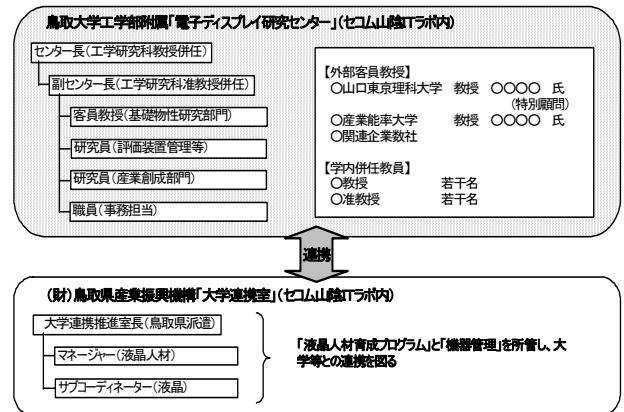 鳥取大学工学部附属「電子ディスプレイ研究センター」(セコム山陰ITラボ内)
センター長(工学研究科教授併任)
副センター長(工学研究科准教授併任)
客員教授(基礎物性研究部門)
研究員(評価装置管理等)
研究員(産業創成部門)
職員(事務担当)
【外部客員教授】
○山口東京理科大学 教授 ○○○○ 氏
(特別顧問)
○産業能率大学 教授 ○○○○ 氏
○関連企業数社
【学内併任教員】
○教授 若干名
○准教授 若干名
連携
(財)鳥取県産業振興機構「大学連携室」(セコム山陰ITラボ内)
大学連携推進室長(鳥取県派遣)
マネージャー(液晶人材)
サブコーディネーター(液晶)
「液晶人材育成プログラム」と「機器管理」を所管し、大
学等との連携を図る